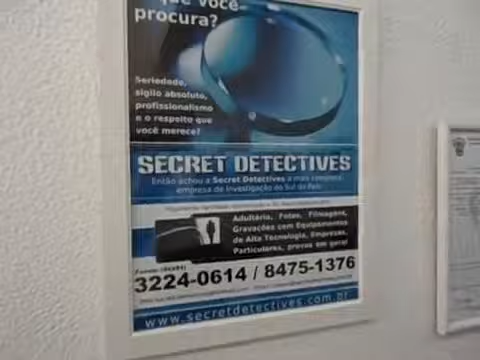 que você
procura?
Seriedade,
sigilo absoluto,
profissionalismo
e o respeito que
você merece?
SECRET DETECTIVES
Então achou a Secret Detectives a mais completa
empresa de Investigação do Sul do País
Adultério, Fotos, Filmagens,
Gravações com Equipamentos
de Alta Tecnologia, Empresas,
Particulares, provas em geral
3224-0614 / 8475-1376
www.secretdetectives.com.br